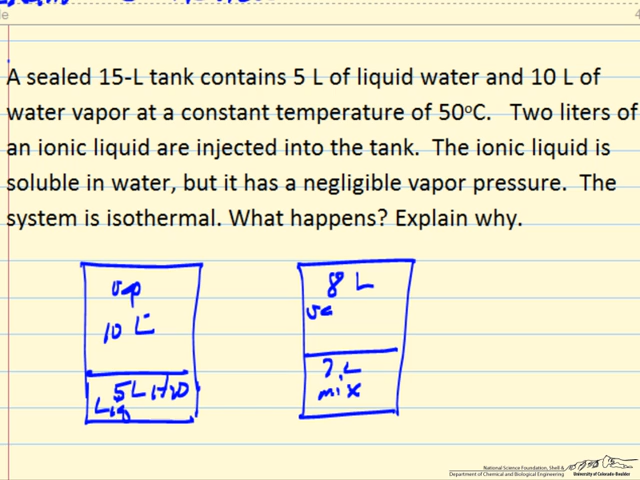 A sealed 15-L tank contains 5 L of liquid water and 10 L of
water vapor at a constant temperature of 50°C. Two liters of
an ionic liquid are injected into the tank. The ionic liquid is
soluble in water, but it has a negligible vapor pressure. The
system is isothermal. What happens? Explain why.
vap
10 L
5L H2O
Liq
8 L
va
7 L
mix
National Science Foundation, Shell &
Department of Chemical and Biological Engineering
University of Colorado Boulder